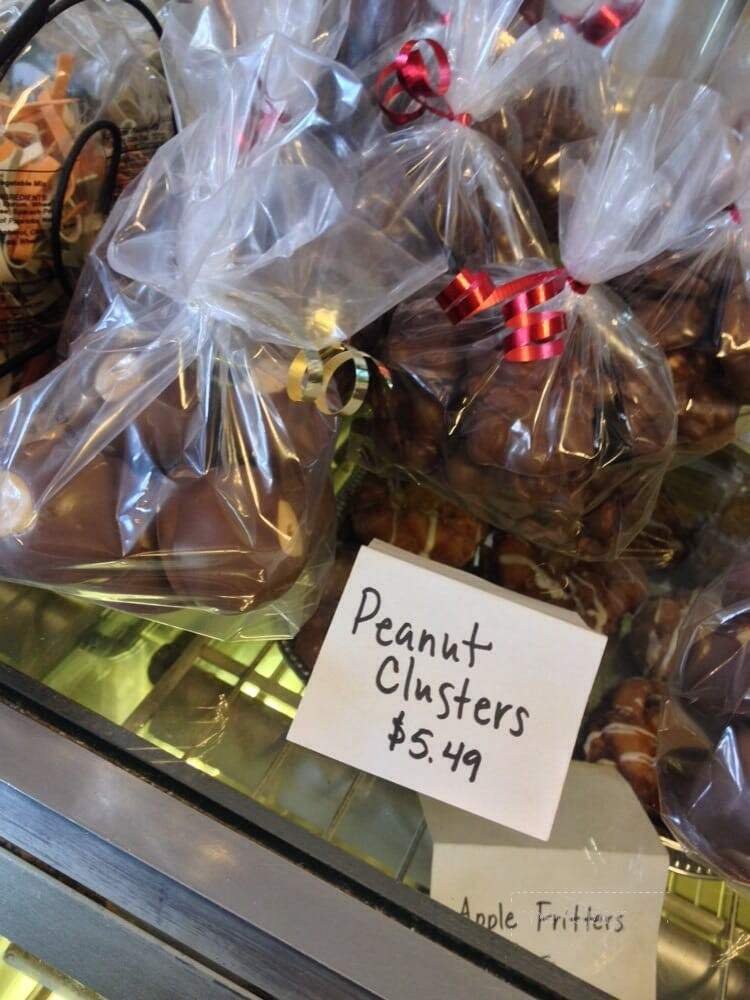 Peanut
Clusters
$5.49
Apple Fritters